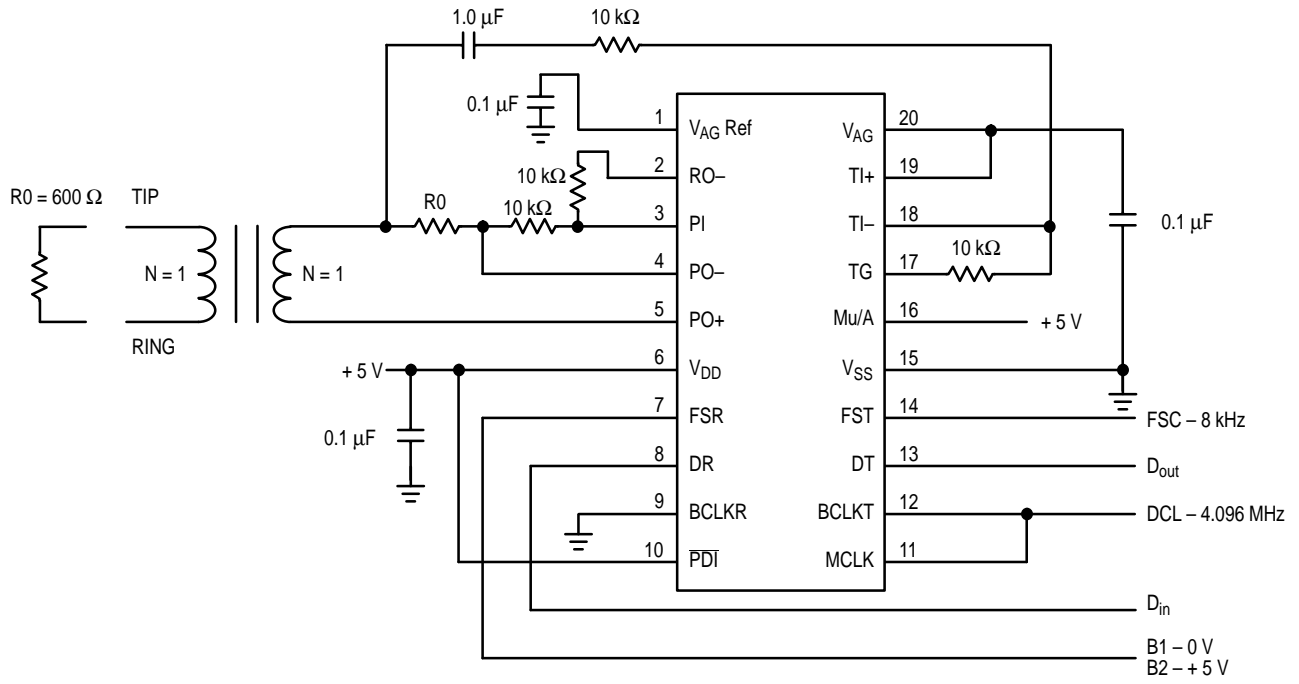 1.0 µF
10 kΩ
0.1 µF
1
VAG Ref
VAG
20
2
RO–
TI+
19
10 kΩ
R0 = 600 Ω
TIP
R0
10 kΩ
3
PI
TI–
18
0.1 µF
10 kΩ
N = 1
N = 1
4
PO–
TG
17
5
PO+
Mu/A
16
+ 5 V
RING
+ 5 V
6
VDD
VSS
15
7
FSR
FST
14
FSC – 8 kHz
0.1 µF
8
DR
DT
13
Dout
9
BCLKR
BCLKT
12
DCL – 4.096 MHz
10
PDI
MCLK
11
Din
B1 – 0 V
B2 – + 5 V